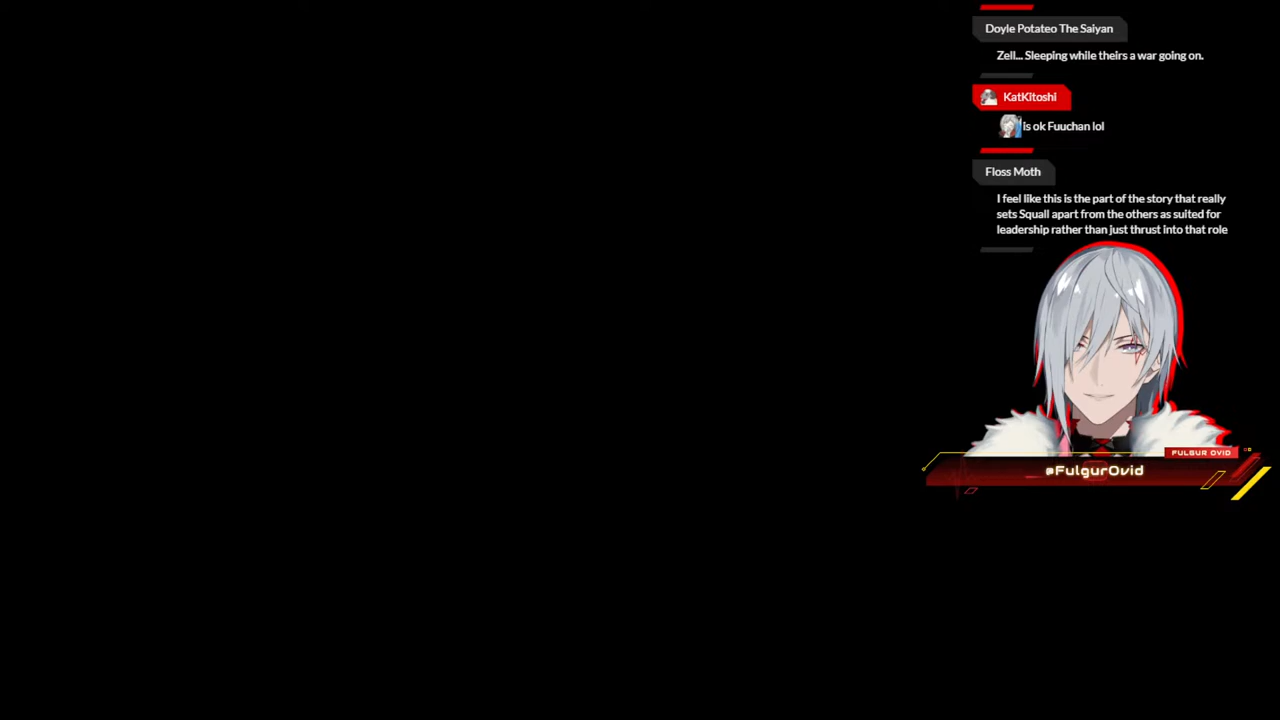 Doyle Potateo The Saiyan
Zell... Sleeping while theirs a war going on.
KatKitoshi
is ok Fuuchan lol
Floss Moth
I feel like this is the part of the story that really
sets Squall apart from the others as suited for
leadership rather than just thrust into that role
FULGUR OVID
@FulgurOvid